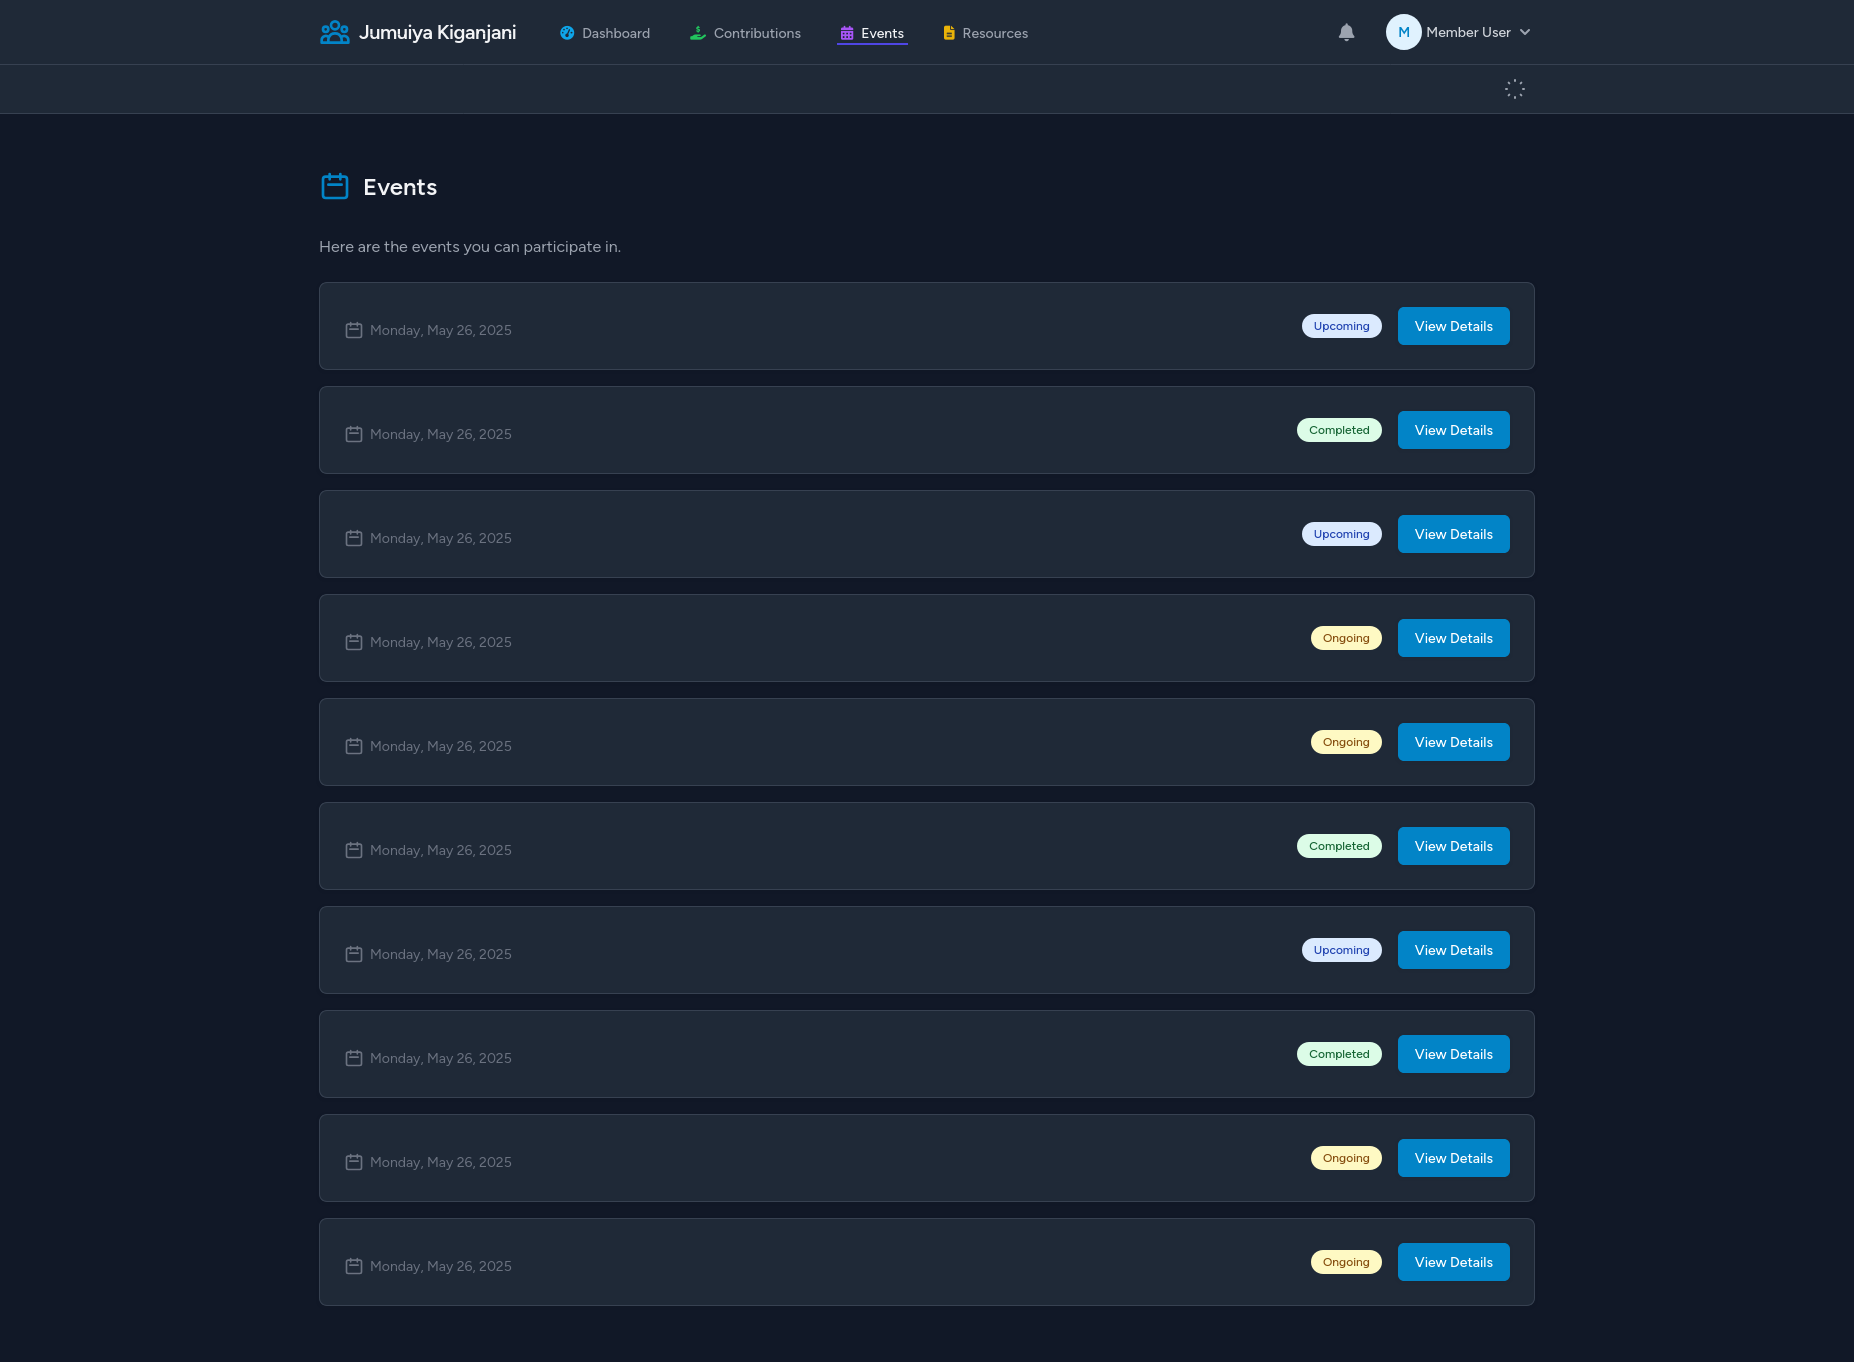 Jumuiya Kiganjani Dashboard Contributions Events Resources M Member User
Events
Here are the events you can participate in.
Monday, May 26, 2025 Upcoming View Details
Monday, May 26, 2025 Completed View Details
Monday, May 26, 2025 Upcoming View Details
Monday, May 26, 2025 Ongoing View Details
Monday, May 26, 2025 Ongoing View Details
Monday, May 26, 2025 Completed View Details
Monday, May 26, 2025 Upcoming View Details
Monday, May 26, 2025 Completed View Details
Monday, May 26, 2025 Ongoing View Details
Monday, May 26, 2025 Ongoing View Details